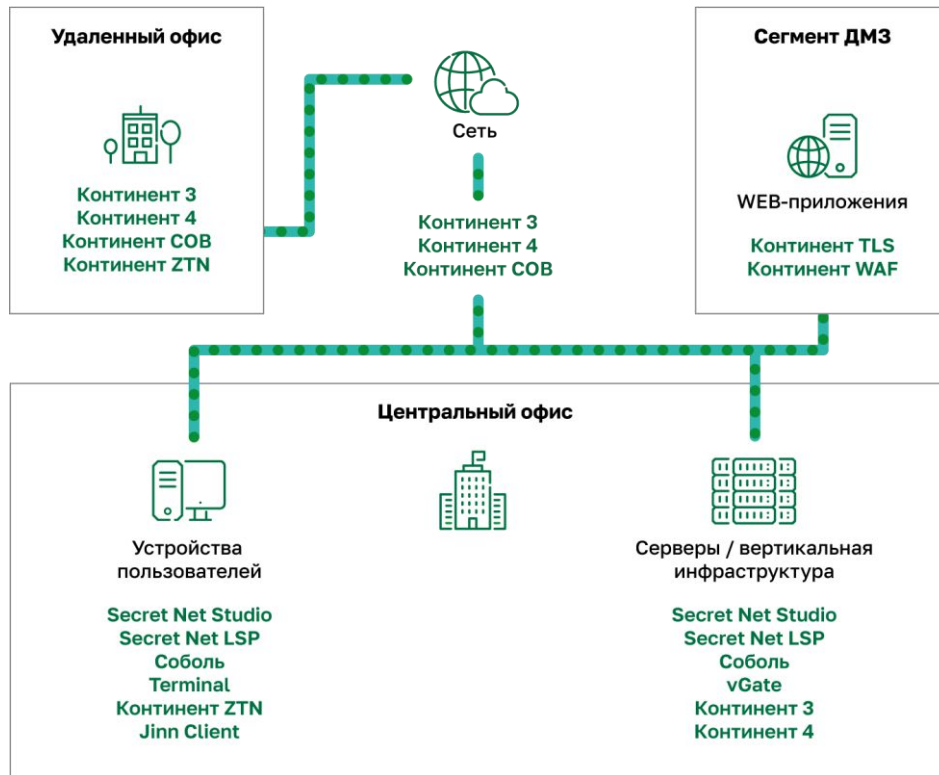 Удаленный офис
Континент 3
Континент 4
Континент СОВ
Континент ZTN
Сеть
Континент 3
Континент 4
Континент СОВ
Сегмент ДМЗ
WEB-приложения
Континент TLS
Континент WAF
Центральный офис
Устройства
пользователей
Secret Net Studio
Secret Net LSP
Соболь
Terminal
Континент ZTN
Jinn Client
Серверы / вертикальная
инфраструктура
Secret Net Studio
Secret Net LSP
Соболь
vGate
Континент 3
Континент 4